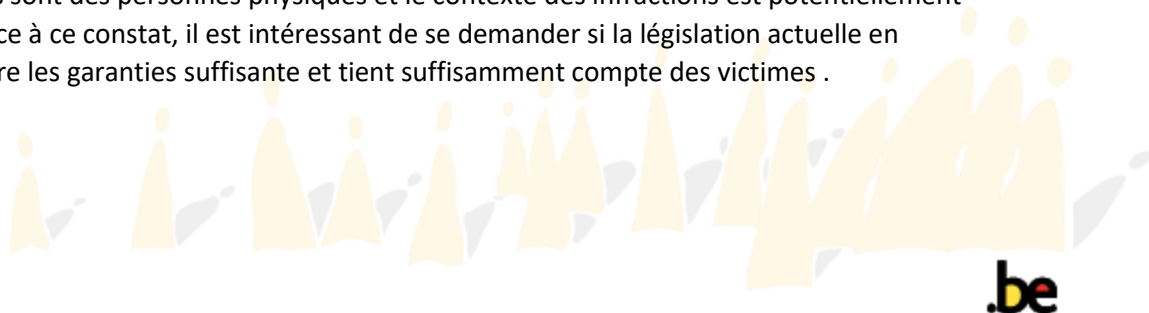 s sont des personnes physiques et le contexte des infractions est potentiellement
ce à ce constat, il est intéressant de se demander si la législation actuelle en
re les garanties suffisante et tient suffisamment compte des victimes .
.be